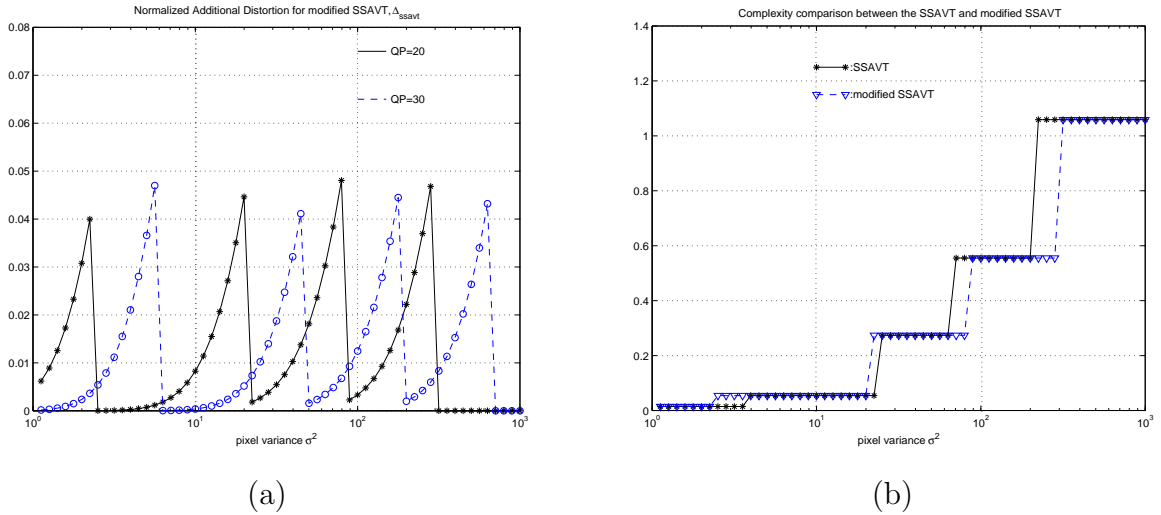 Normalized Additional Distortion for modified SSAVT, Δssavt
QP=20
QP=30
0.08
0.07
0.06
0.05
0.04
0.03
0.02
0.01
0
10^0
10^1
10^2
10^3
pixel variance σ^2
(a)
Complexity comparison between the SSAVT and modified SSAVT
:SSAVT
:modified SSAVT
1.4
1.2
1
0.8
0.6
0.4
0.2
0
10^0
10^1
10^2
10^3
pixel variance σ^2
(b)